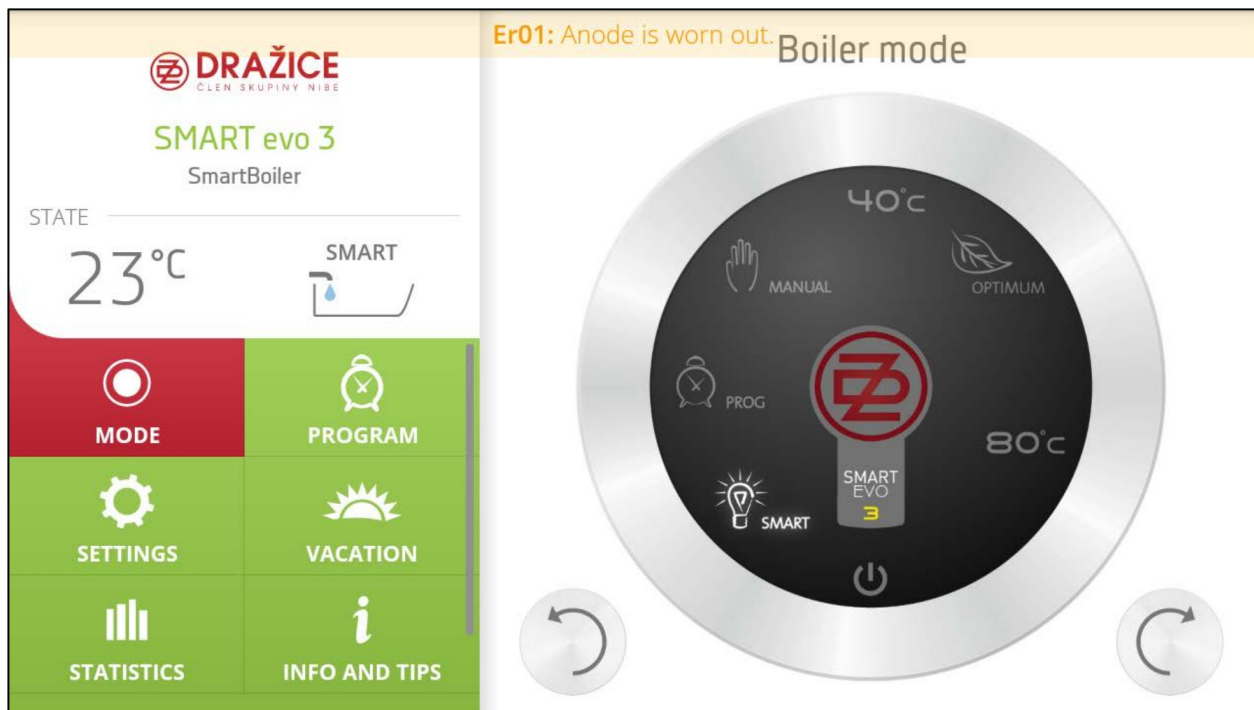 Er01: Anode is worn out.
DRAŽICE
ČLEN SKUPINY NIBE
SMART evo 3
SmartBoiler
STATE
23°C
SMART
MODE
PROGRAM
SETTINGS
VACATION
STATISTICS
INFO AND TIPS
Boiler mode
40°C
MANUAL
OPTIMUM
PROG
80°C
SMART
SMART
EVO
3